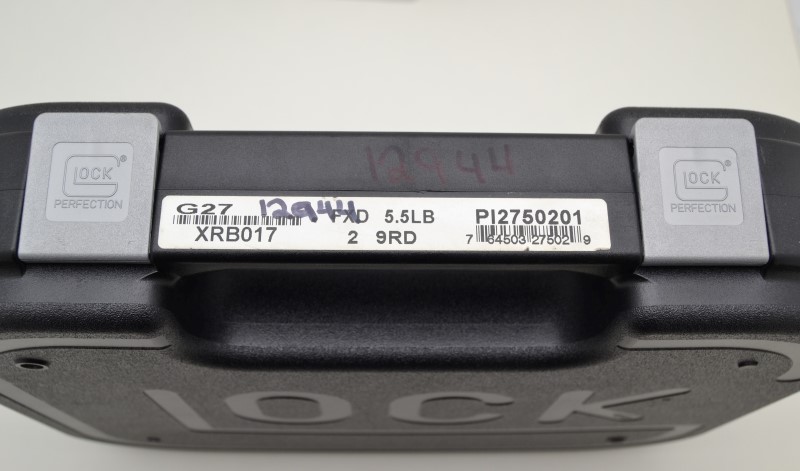 12944
GLOCK
PERFECTION
GLOCK
PERFECTION
G27 12944 FXD 5.5LB PI2750201
XRB017 2 9RD 7 64503 27502 9
GLOCK